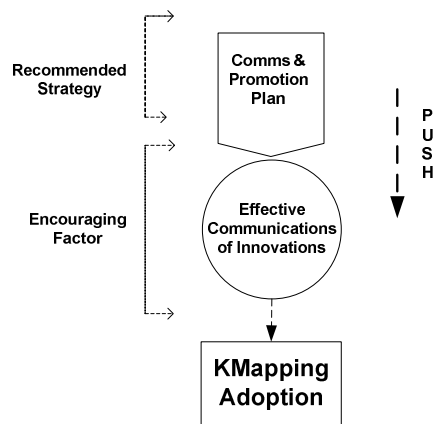 Comms &
Promotion
Plan
Recommended
Strategy
P
U
S
H
Effective
Communications
of Innovations
Encouraging
Factor
KMapping
Adoption